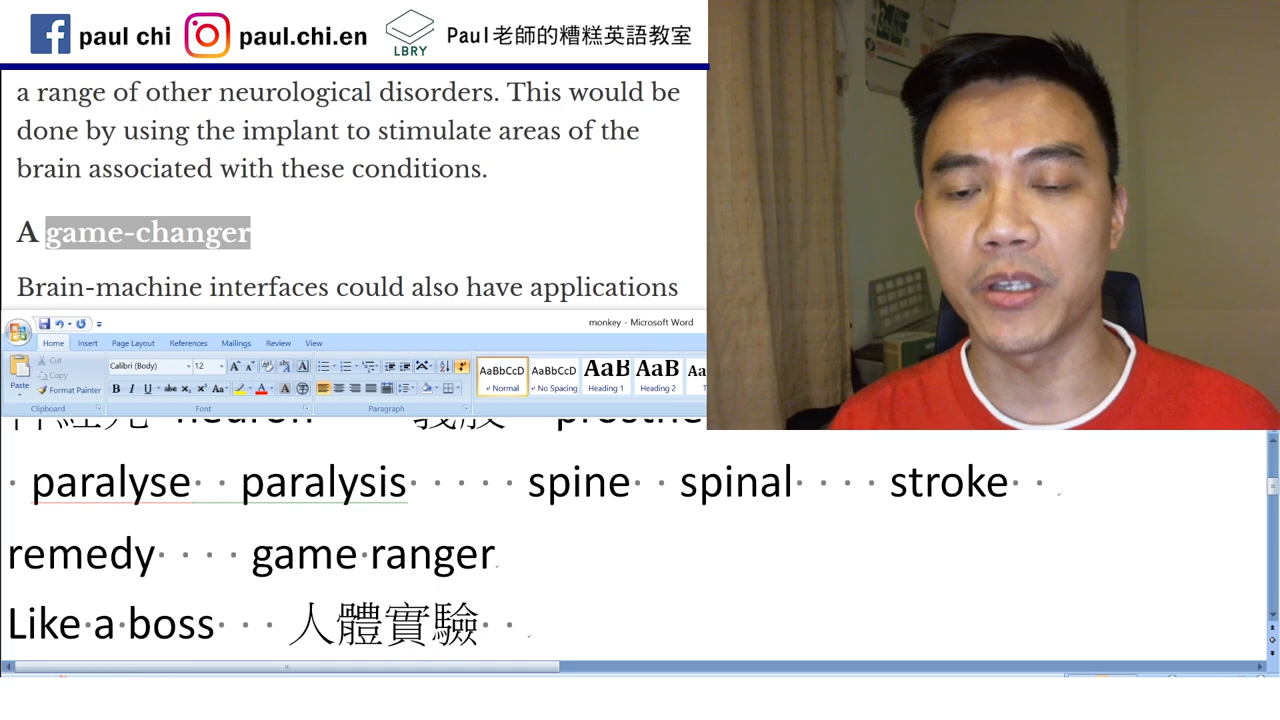 paul chi paul.chi.en LBRY Paul老師的糟糕英語教室
a range of other neurological disorders. This would be
done by using the implant to stimulate areas of the
brain associated with these conditions.
A game-changer
Brain-machine interfaces could also have applications
monkey - Microsoft Word
Home Insert Page Layout References Mailings Review View
Calibri (Body) 12
Paste Cut
Copy
Format Painter
AaBbCcD AaBbCcD AaBb AaBb AaB
Normal No Spacing Heading 1 Heading 2
Clipboard Font Paragraph
neuron
paralyse paralysis spine spinal stroke
remedy game ranger
Like a boss 人體實驗